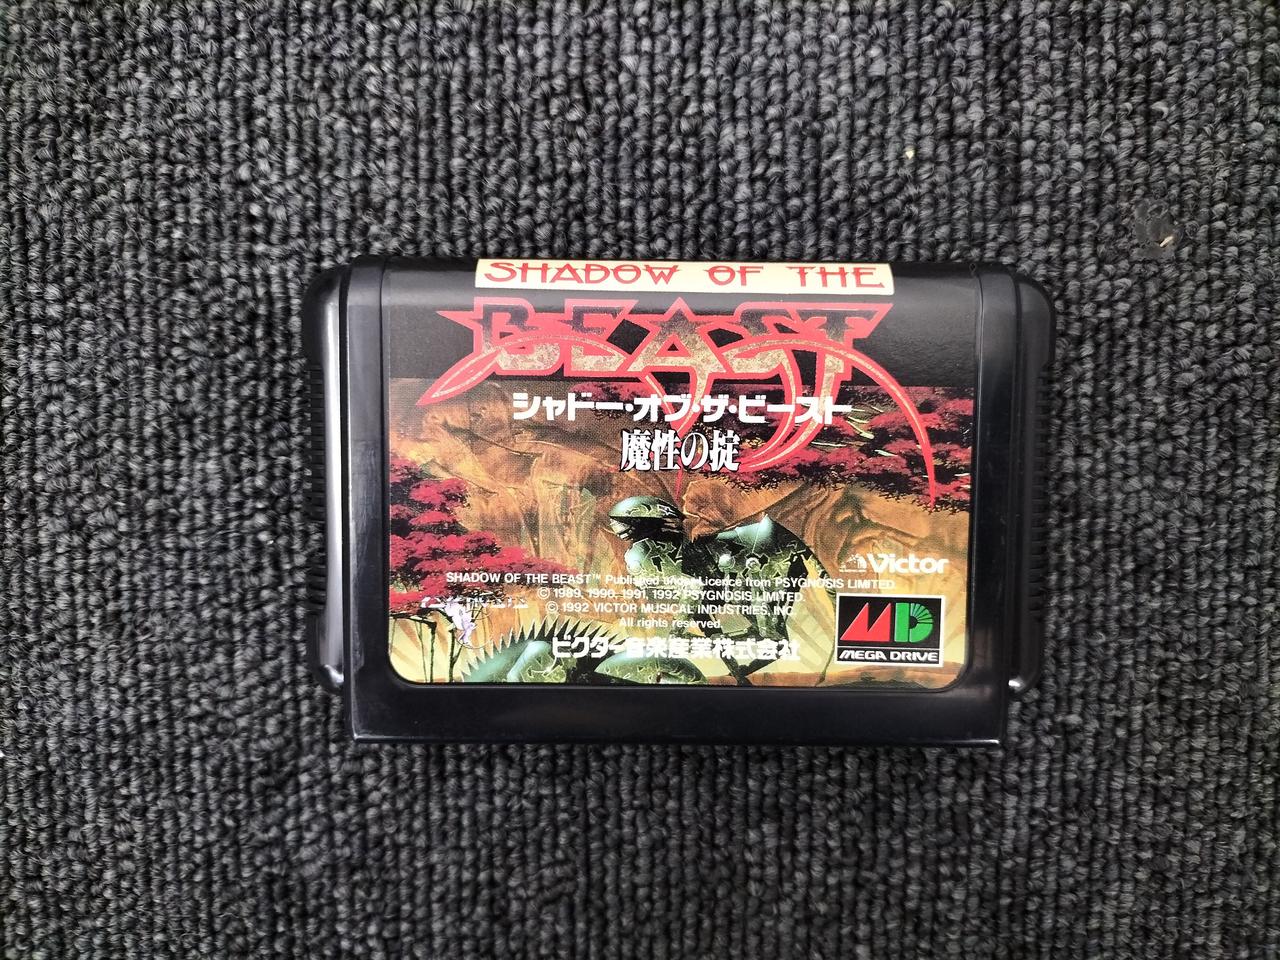 SHADOW OF THE
BEAST
シャドー・オブ・ザ・ビースト
魔性の掟
Victor
SHADOW OF THE BEAST™ Published under Licence from PSYGNOSIS LIMITED.
© 1989, 1990, 1991, 1992 PSYGNOSIS LIMITED.
© 1992 VICTOR MUSICAL INDUSTRIES, INC.
All rights reserved.
ビクター音楽産業株式会社
MD
MEGA DRIVE